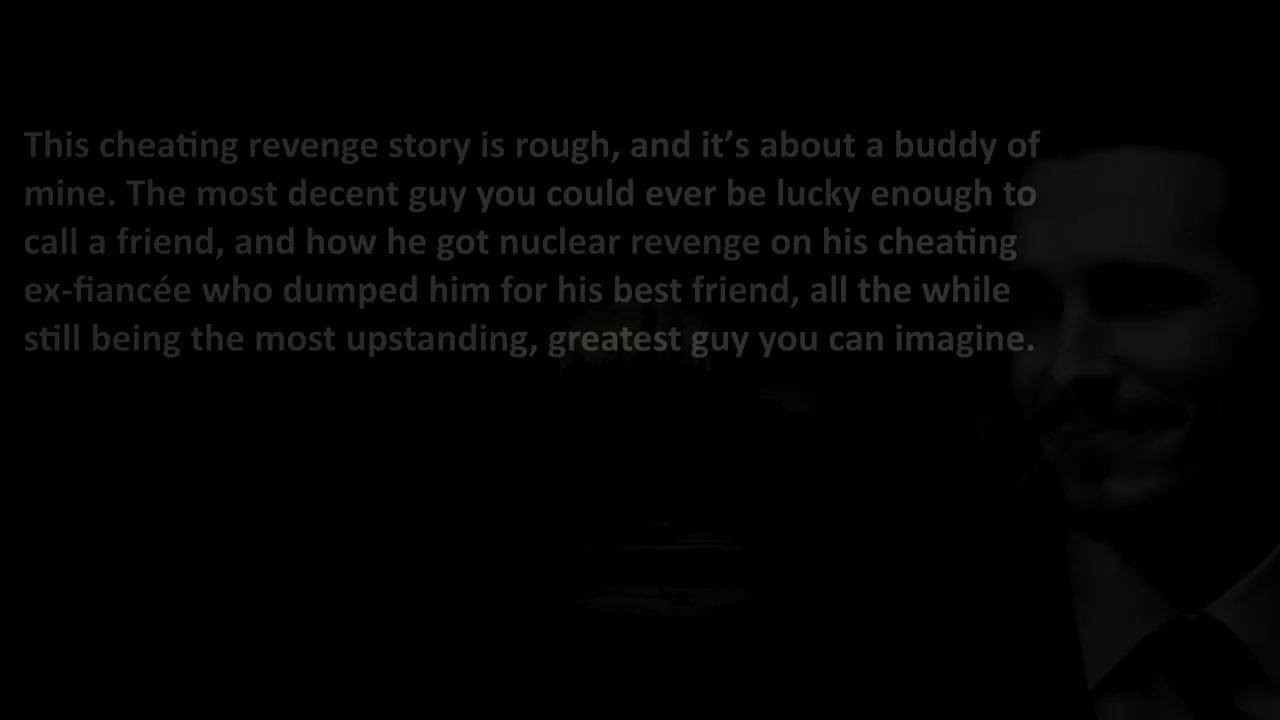 This cheating revenge story is rough, and it’s about a buddy of
mine. The most decent guy you could ever be lucky enough to
call a friend, and how he got nuclear revenge on his cheating
ex-fiancée who dumped him for his best friend, all the while
still being the most upstanding, greatest guy you can imagine.